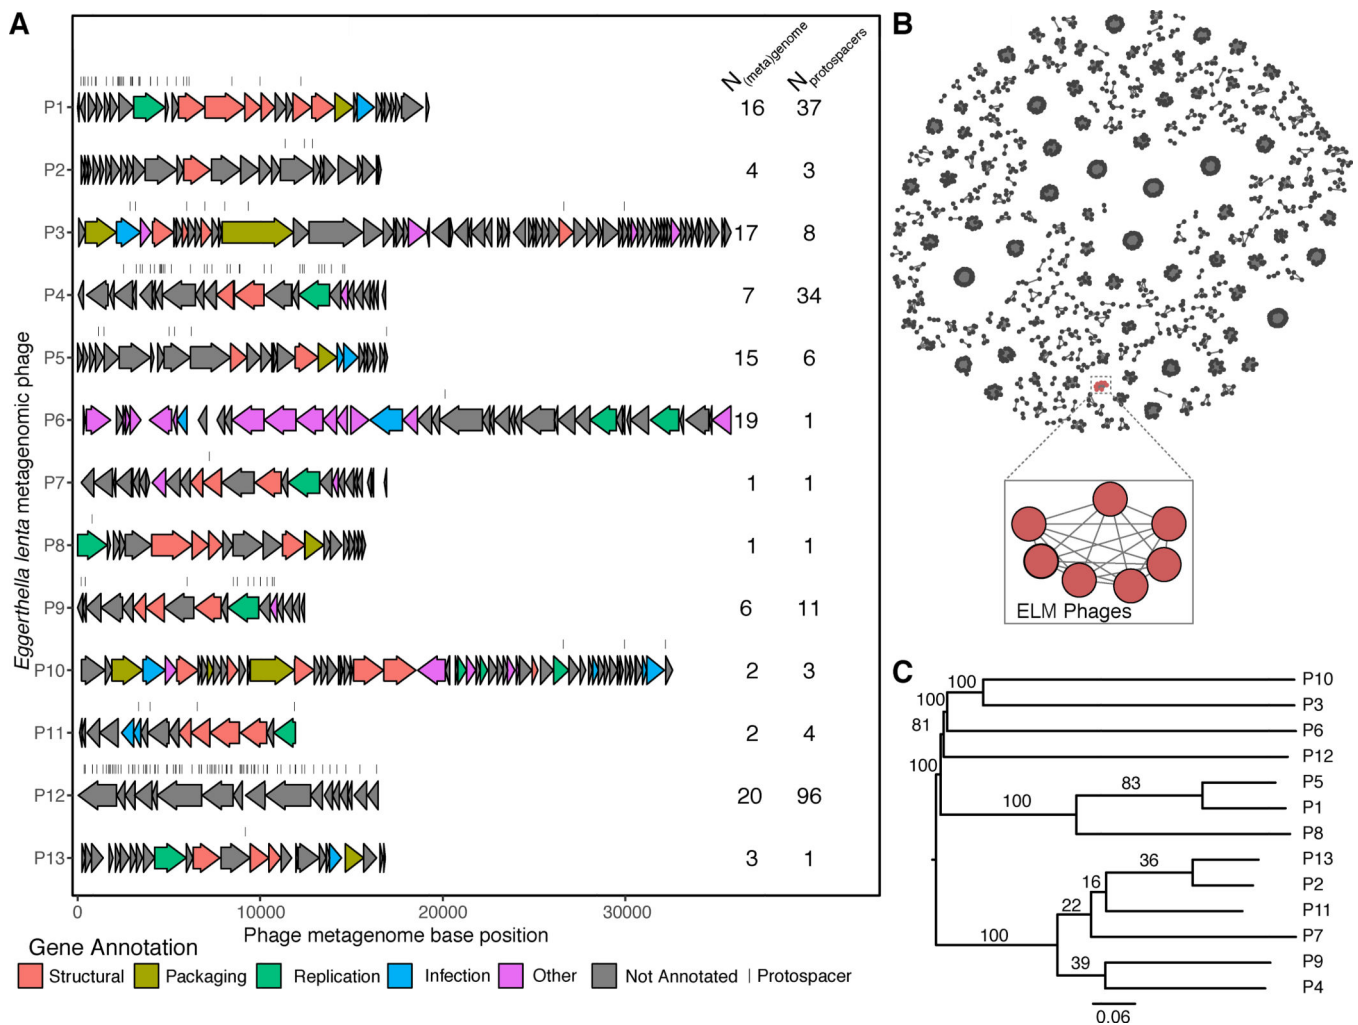 A
B
N(meta)genome
Nprotospacers
P1 16 37
P2 4 3
P3 17 8
P4 7 34
P5 15 6
P6 19 1
P7 1 1
P8 1 1
P9 6 11
P10 2 3
P11 2 4
P12 20 96
P13 3 1
Eggerthella lenta metagenomic phage
0 10000 20000 30000
Phage metagenome base position
Gene Annotation
Structural Packaging Replication Infection Other Not Annotated Protospacer
ELM Phages
C
100
100
81
100
100
83
36
16
22
100
39
P10
P3
P6
P12
P5
P1
P8
P13
P2
P11
P7
P9
P4
0.06